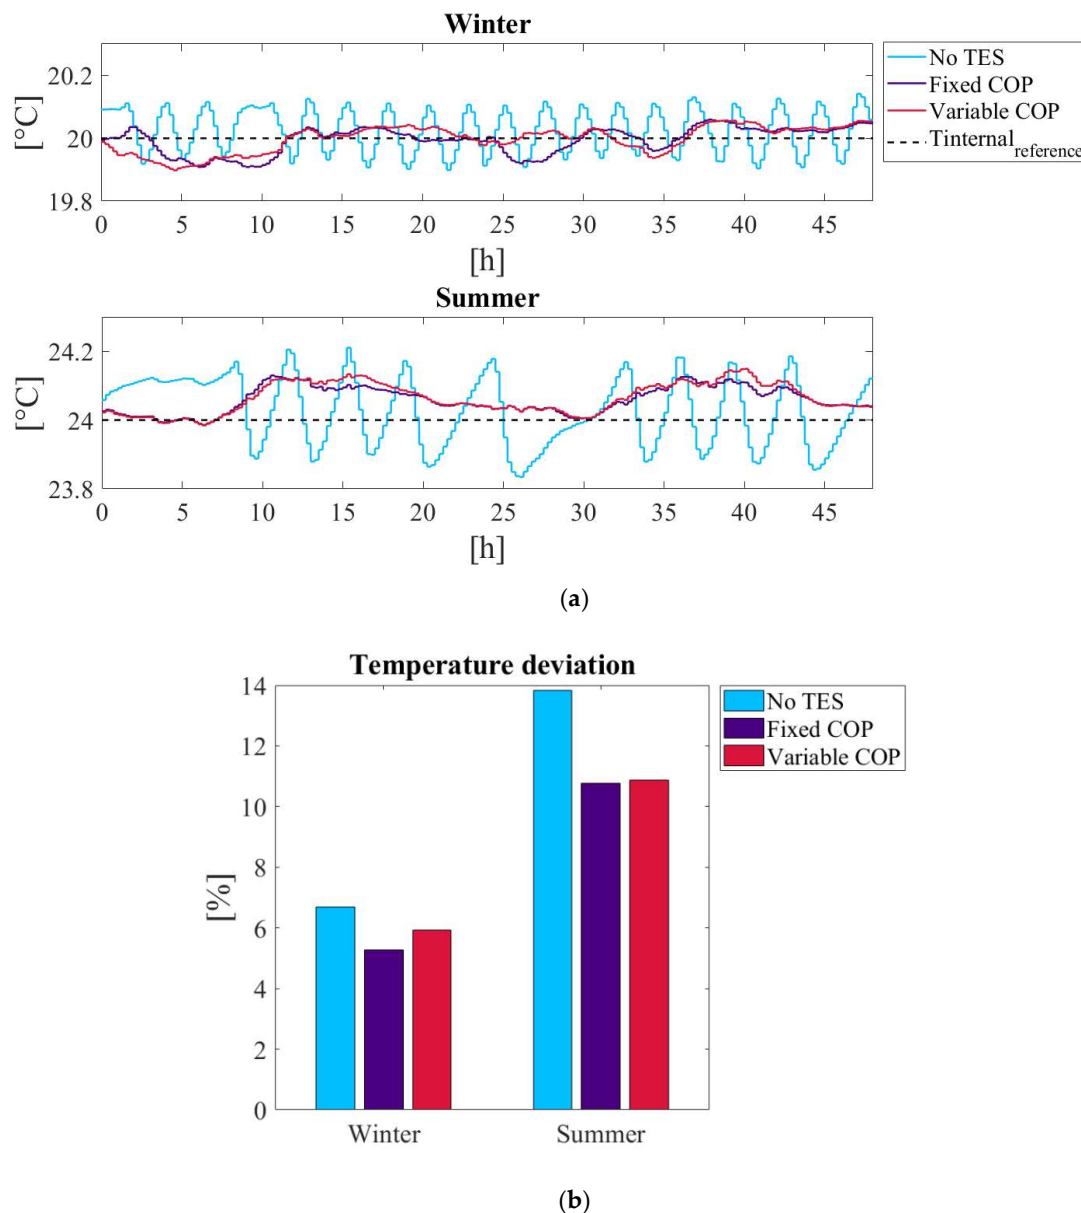 Winter
[°C]
20.2
20
19.8
0 5 10 15 20 25 30 35 40 45
[h]
No TES
Fixed COP
Variable COP
Tinternal_reference
Summer
[°C]
24.2
24
23.8
0 5 10 15 20 25 30 35 40 45
[h]
(a)
Temperature deviation
[%]
14
12
10
8
6
4
2
0
Winter Summer
No TES
Fixed COP
Variable COP
(b)